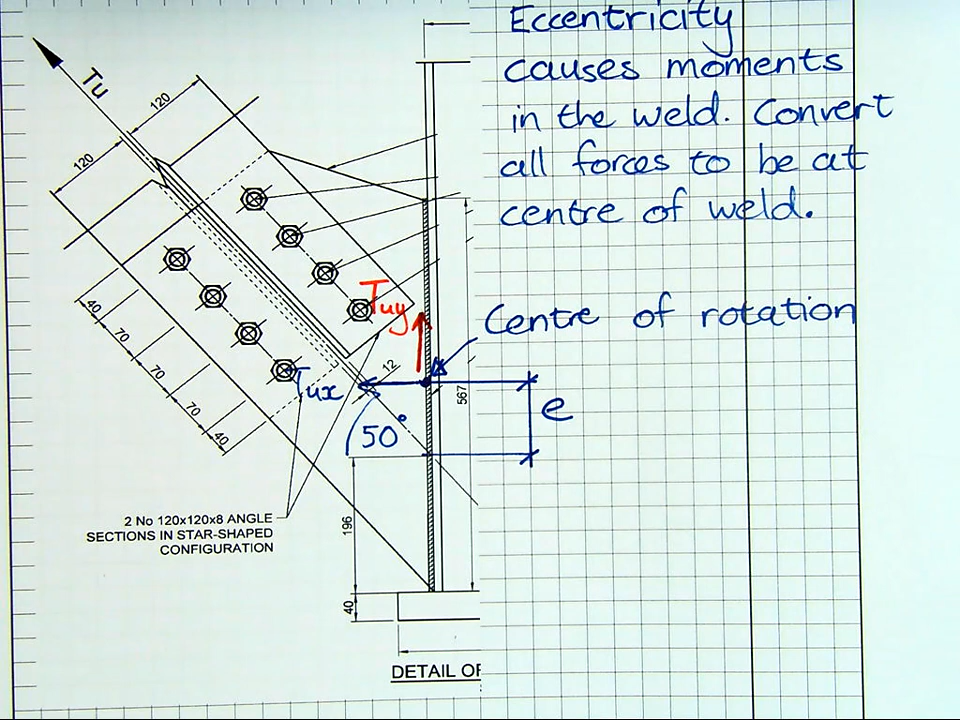 Eccentricity
causes moments
in the weld. Convert
all forces to be at
centre of weld.
Tu
120
120
Tuy
Centre of rotation
40
70
70
70
40
12
Tux
567
e
50°
196
2 No 120x120x8 ANGLE
SECTIONS IN STAR-SHAPED
CONFIGURATION
40
DETAIL OF